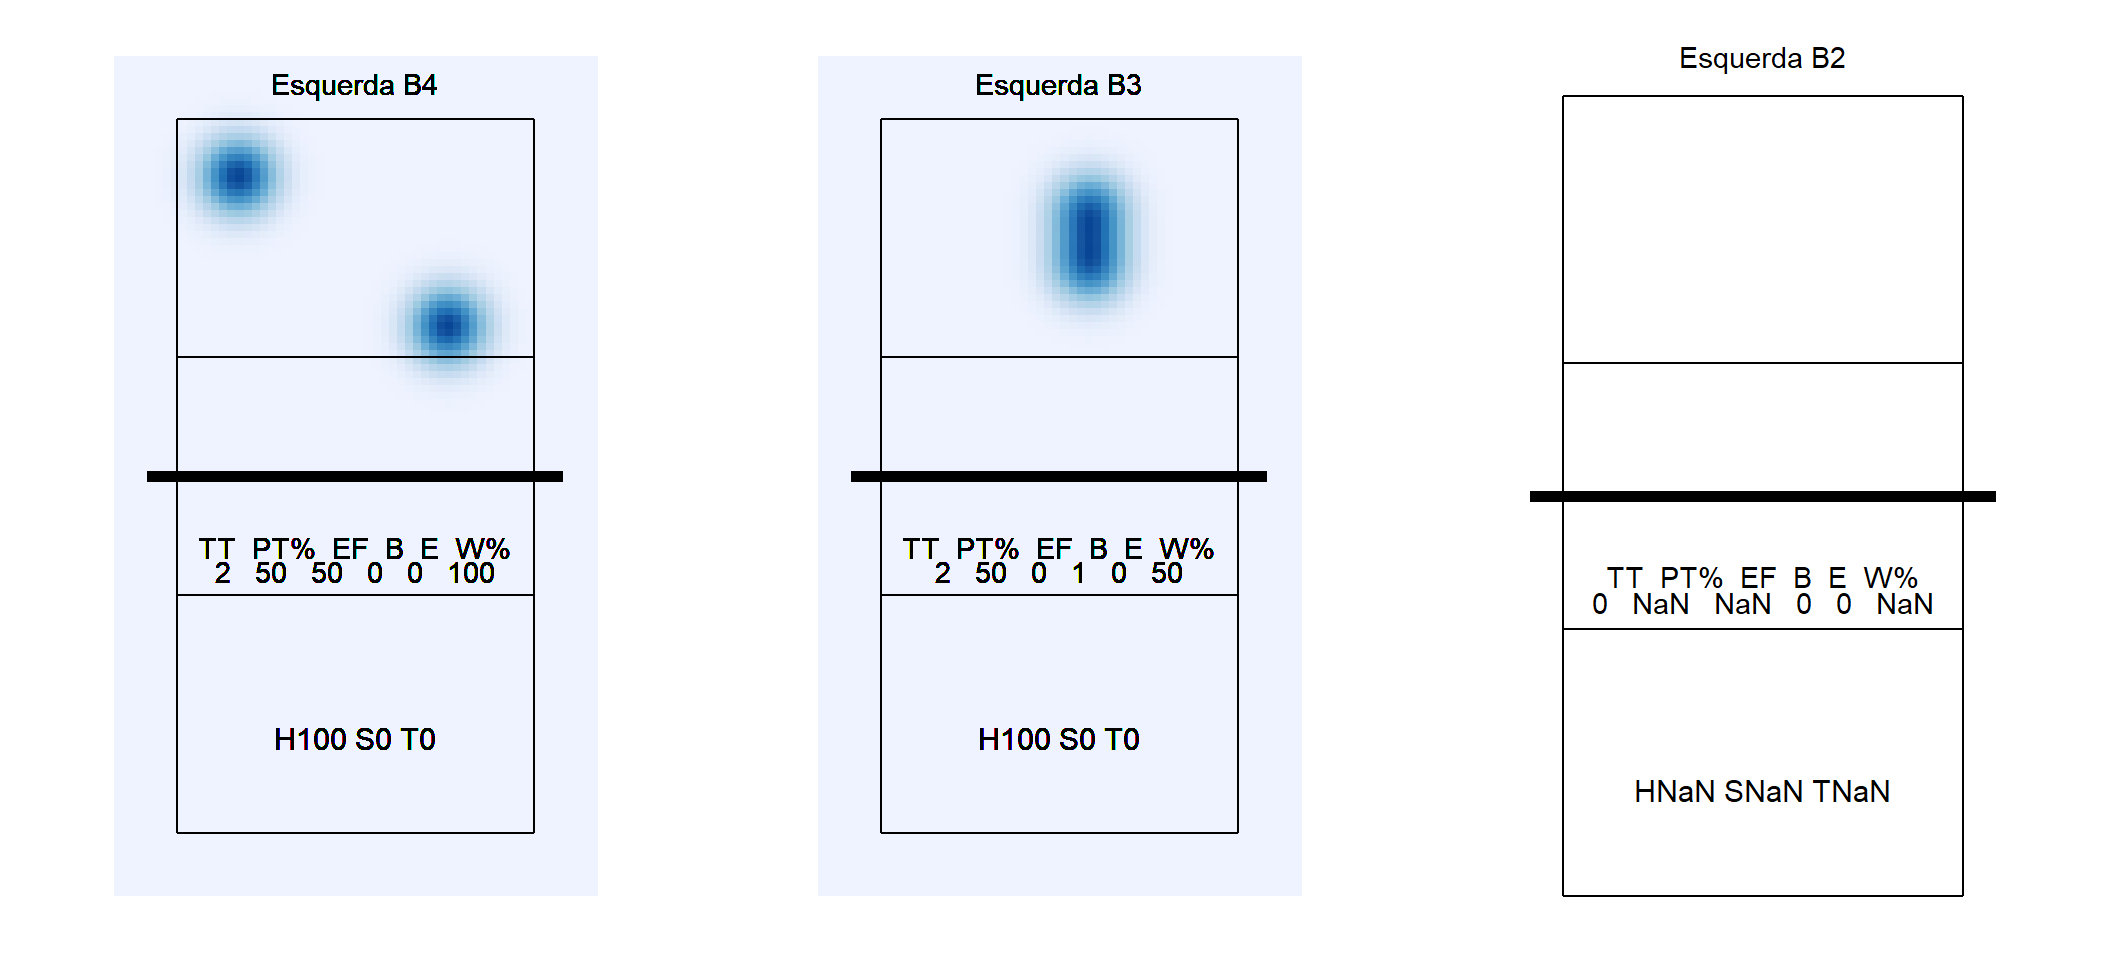 Esquerda B4
TT PT% EF B E W%
2 50 50 0 0 100
H100 S0 T0
Esquerda B3
TT PT% EF B E W%
2 50 0 1 0 50
H100 S0 T0
Esquerda B2
TT PT% EF B E W%
0 NaN NaN 0 0 NaN
HNaN SNaN TNaN